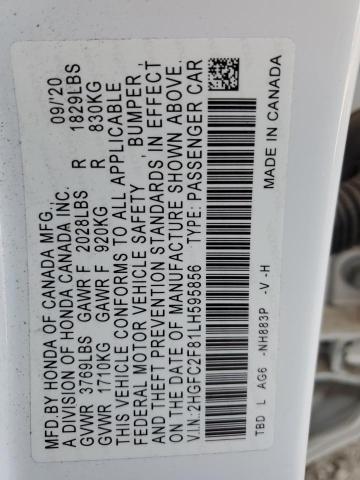 MFD.BY HONDA OF CANADA MFG., 09/'20
A DIVISION OF HONDA CANADA INC.
GVWR 3769LBS GAWR F 2028LBS R 1829LBS
GVWR 1710KG GAWR F 920KG R 830KG
THIS VEHICLE CONFORMS TO ALL APPLICABLE
FEDERAL MOTOR VEHICLE SAFETY , BUMPER ,
AND THEFT PREVENTION STANDARDS IN EFFECT
ON THE DATE OF MANUFACTURE SHOWN ABOVE.
V.I.N.:2HGFC2F81LH595856 TYPE: PASSENGER CAR
TBD L AG6 -NH883P -V -H MADE IN CANADA